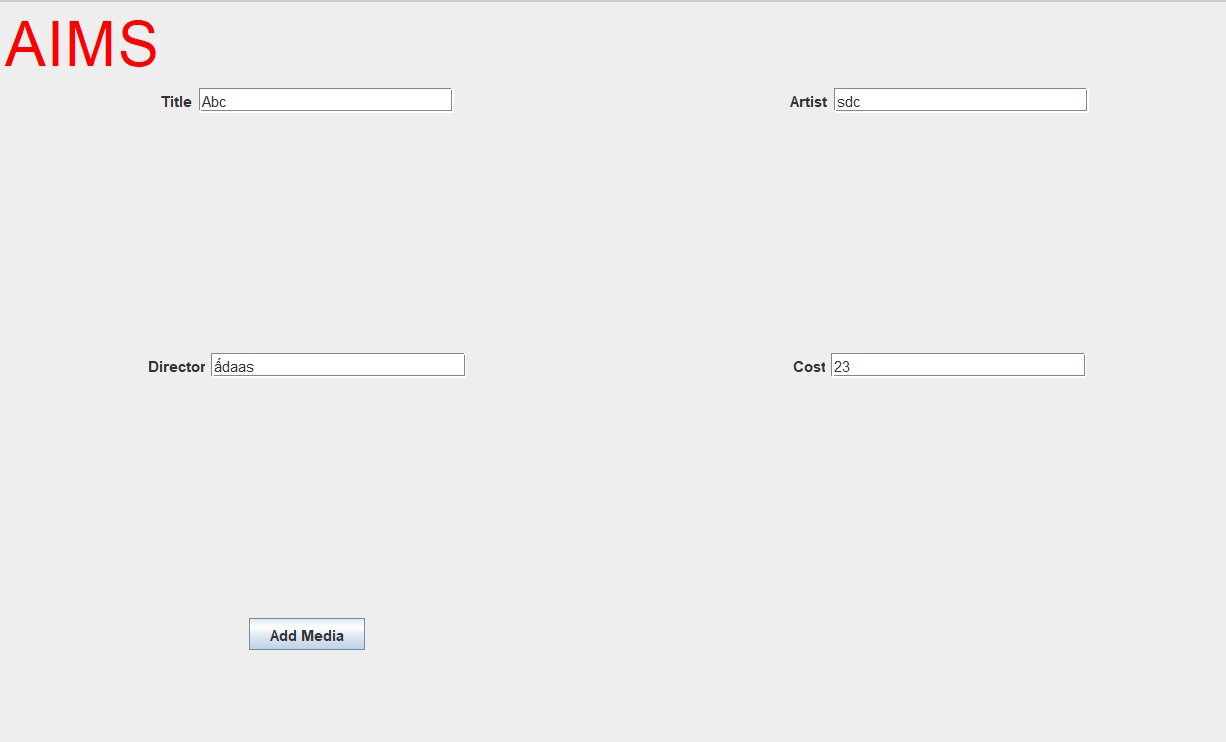 AIMS
Title Abc Artist sdc
Director ấdaas Cost 23
Add Media